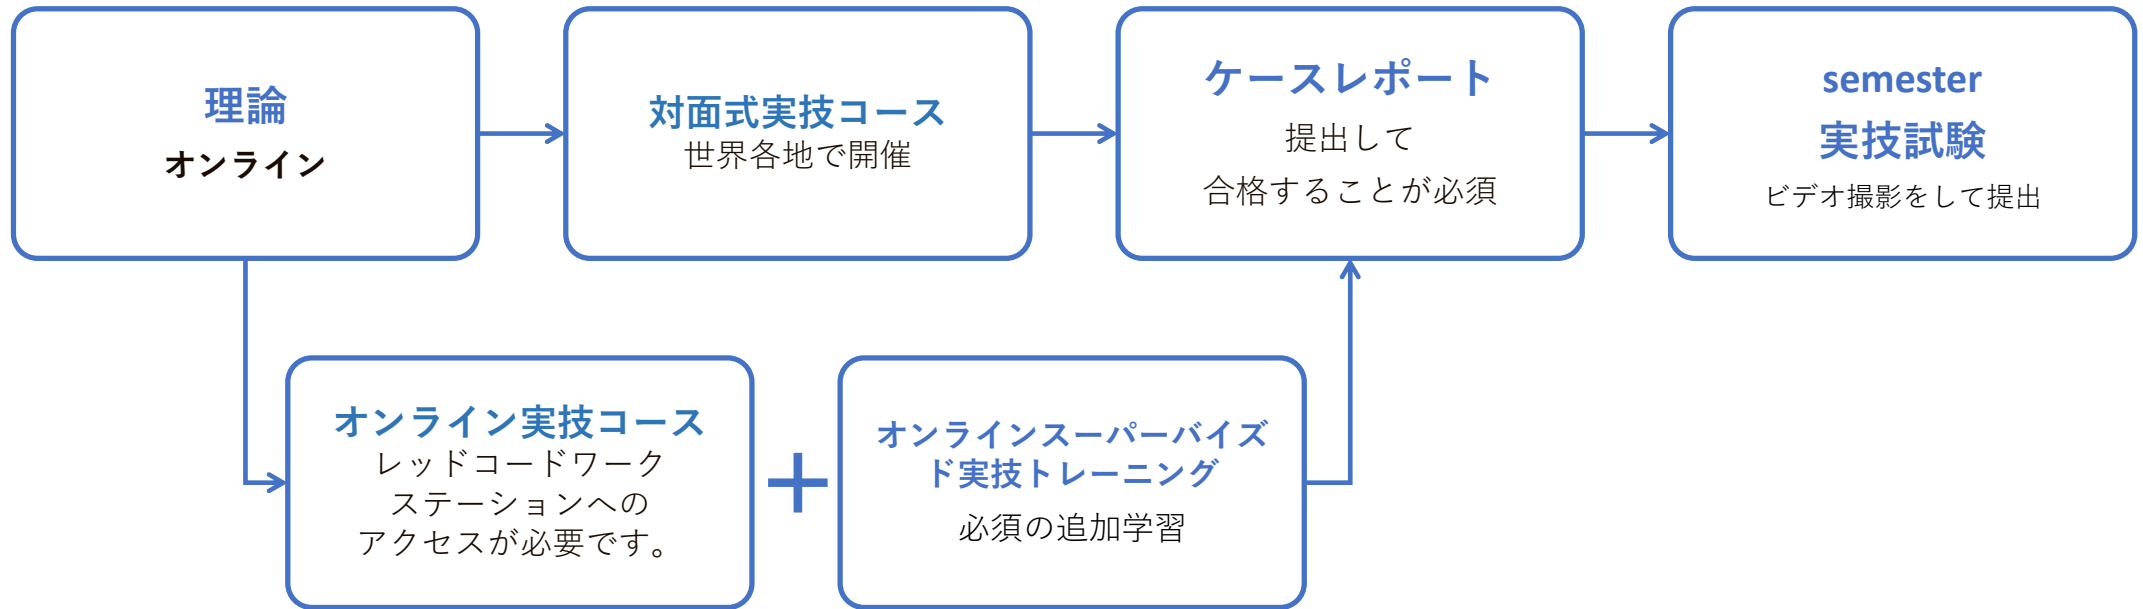 理論
オンライン
対面式実技コース
世界各地で開催
ケースレポート
提出して
合格することが必須
semester
実技試験
ビデオ撮影をして提出
オンライン実技コース
レッドコードワーク
ステーションへの
アクセスが必要です。
+
オンラインスーパーバイズ
ド実技トレーニング
必須の追加学習